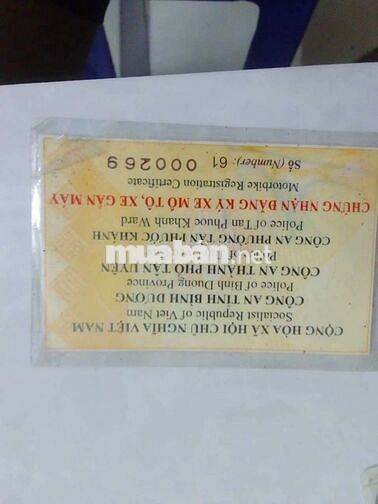 CỘNG HÒA XÃ HỘI CHỦ NGHĨA VIỆT NAM
Socialist Republic of Viet Nam
CÔNG AN TỈNH BÌNH DƯƠNG
Police of Binh Duong Province
CÔNG AN THÀNH PHỐ TÂN UYÊN
Police of
CÔNG AN PHƯỜNG TÂN PHƯỚC KHÁNH
Police of Tan Phuoc Khanh Ward
CHỨNG NHẬN ĐĂNG KÝ XE MÔ TÔ, XE GẮN MÁY
Motorbike Registration Certificate
Số (Number): 61 000269
muaban.net